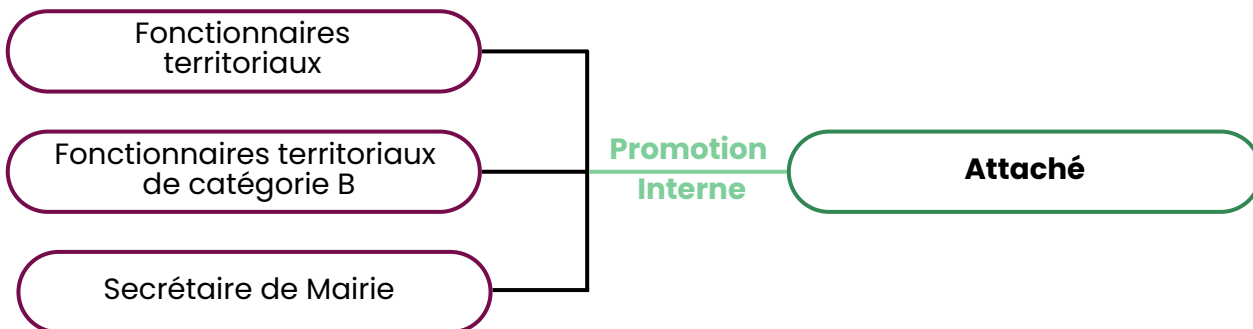 Fonctionnaires
territoriaux
Fonctionnaires territoriaux
de catégorie B
Secrétaire de Mairie
Promotion
Interne
Attaché